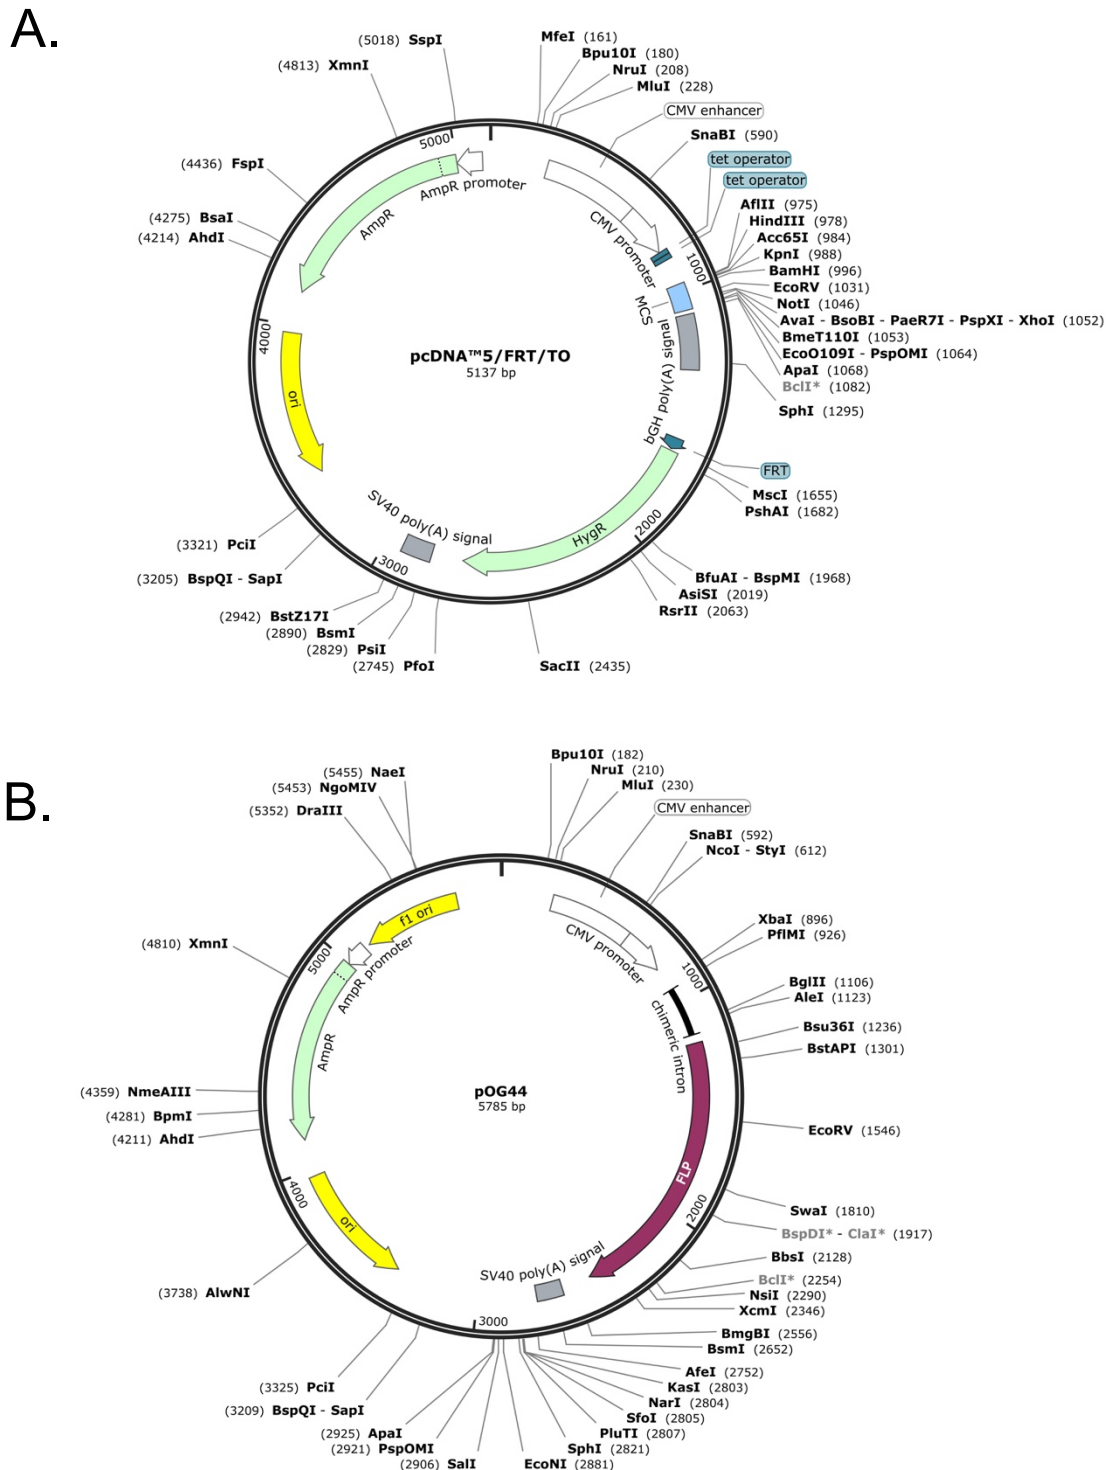 A.
(5018) SspI
(4813) XmnI
(4436) FspI
(4275) BsaI
(4214) AhdI
MfeI (161)
Bpu10I (180)
NruI (208)
MluI (228)
CMV enhancer
SnaBI (590)
tet operator
tet operator
AflII (975)
HindIII (978)
Acc65I (984)
KpnI (988)
BamHI (996)
EcoRV (1031)
NotI (1046)
AvaI - BsoBI - PaeR7I - PspXI - XhoI (1052)
BmeT110I (1053)
EcoO109I - PspOMI (1064)
ApaI (1068)
BclI* (1082)
SphI (1295)
FRT
MscI (1655)
PshAI (1682)
BfuAI - BspMI (1968)
AsiSI (2019)
RsrII (2063)
SacII (2435)
(2745) PfoI
(2829) PsiI
(2890) BsmI
(2942) BstZ17I
(3205) BspQI - SapI
(3321) PciI
5000
1000
2000
3000
4000
AmpR promoter
AmpR
CMV promoter
MCS
bGH poly(A) signal
HygR
SV40 poly(A) signal
ori
pcDNA™5/FRT/TO
5137 bp
B.
(5455) NaeI
(5453) NgoMIV
(5352) DraIII
(4810) XmnI
(4359) NmeAIII
(4281) BpmI
(4211) AhdI
(3738) AlwNI
Bpu10I (182)
NruI (210)
MluI (230)
CMV enhancer
SnaBI (592)
NcoI - StyI (612)
XbaI (896)
PflMI (926)
BglII (1106)
AleI (1123)
Bsu36I (1236)
BstAPI (1301)
EcoRV (1546)
SwaI (1810)
BspDI* - ClaI* (1917)
BbsI (2128)
BclI* (2254)
NsiI (2290)
XcmI (2346)
BmgBI (2556)
BsmI (2652)
AfeI (2752)
KasI (2803)
NarI (2804)
SfoI (2805)
PluTI (2807)
SphI (2821)
EcoNI (2881)
(2906) SalI
(2921) PspOMI
(2925) ApaI
(3209) BspQI - SapI
(3325) PciI
1000
2000
3000
4000
5000
f1 ori
AmpR promoter
AmpR
CMV promoter
chimeric intron
FLP
SV40 poly(A) signal
ori
pOG44
5785 bp